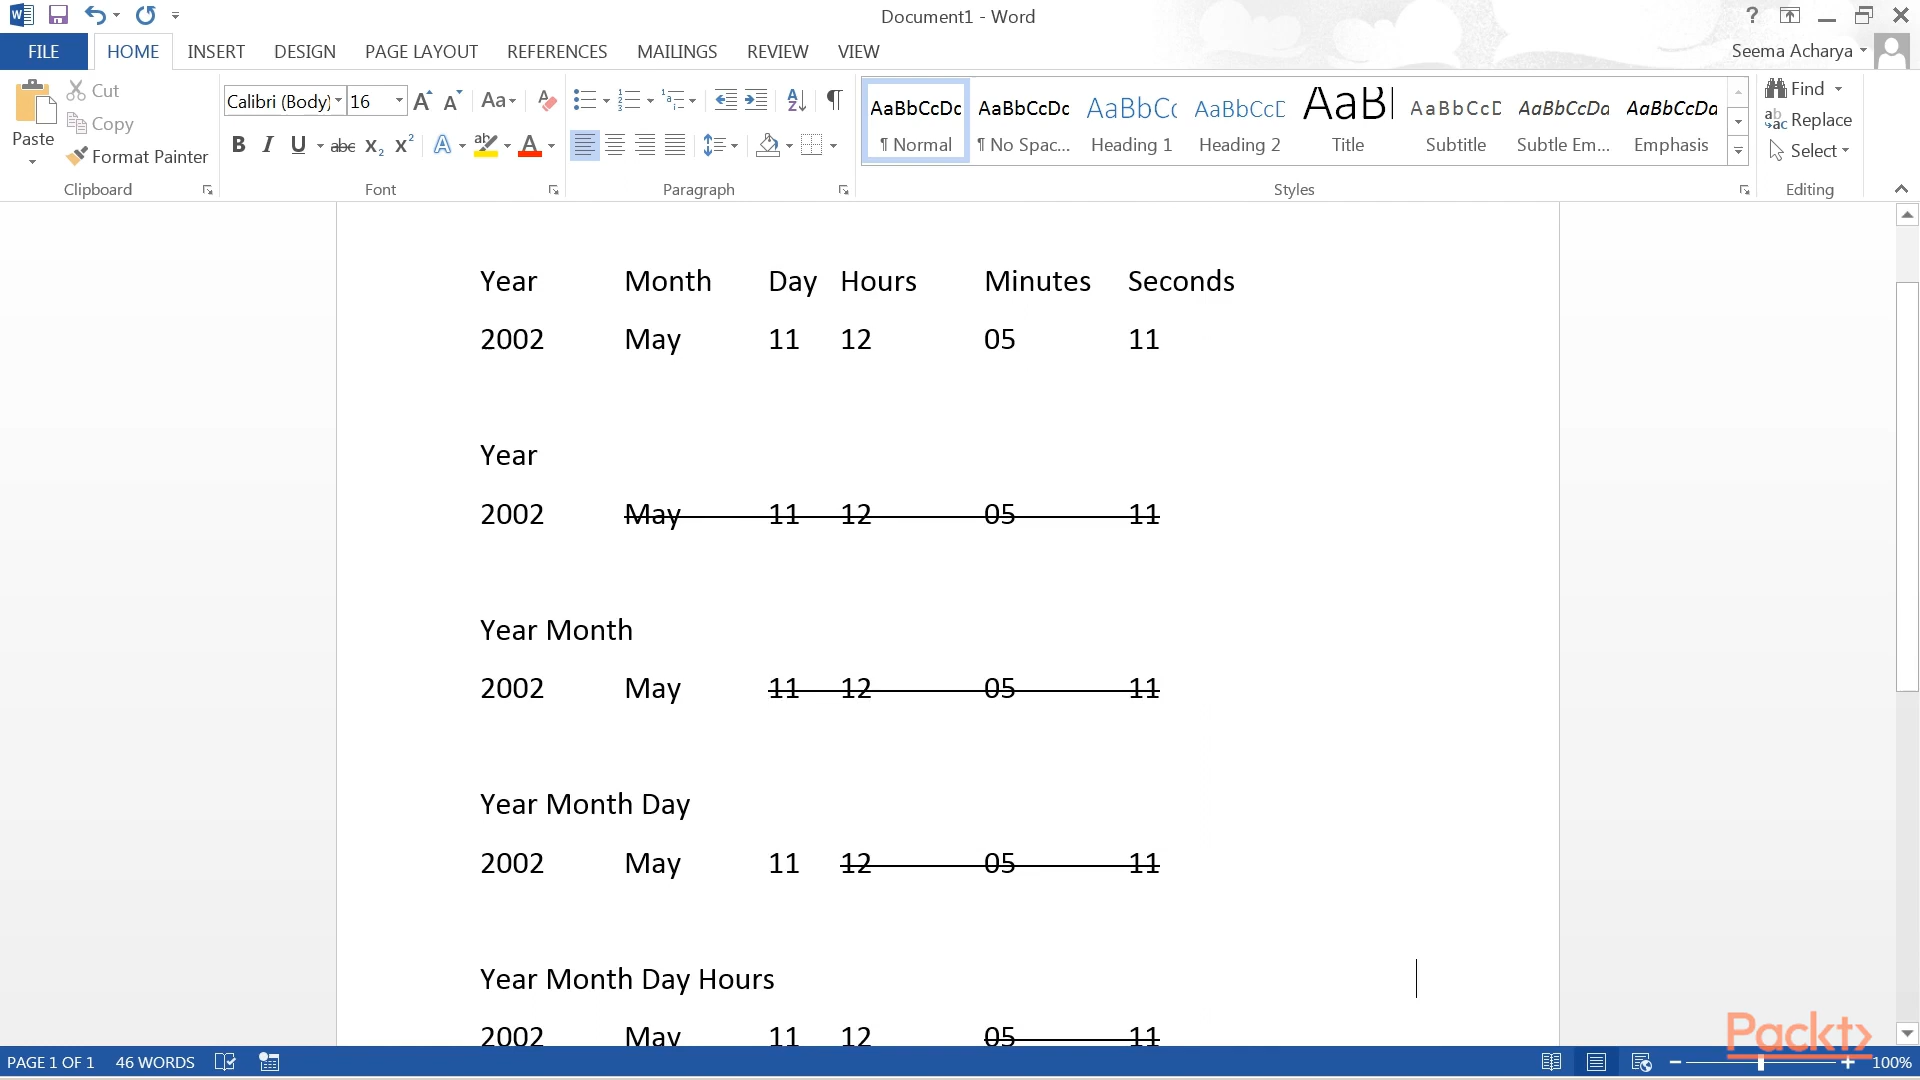 Document1 - Word
?
FILE HOME INSERT DESIGN PAGE LAYOUT REFERENCES MAILINGS REVIEW VIEW
Seema Acharya
Paste
Cut
Copy
Format Painter
Clipboard
Calibri (Body) 16
Font
Paragraph
AaBbCcDc AaBbCcDc AaBbCc AaBbCcD AaBl AaBbCcD AaBbCcDa AaBbCcDa
¶ Normal ¶ No Spac... Heading 1 Heading 2 Title Subtitle Subtle Em... Emphasis
Styles
Find
Replace
Select
Editing
Year Month Day Hours Minutes Seconds
2002 May 11 12 05 11
Year
2002 May 11 12 05 11
Year Month
2002 May 11 12 05 11
Year Month Day
2002 May 11 12 05 11
Year Month Day Hours
2002 May 11 12 05 11
Packt>
PAGE 1 OF 1 46 WORDS
100%